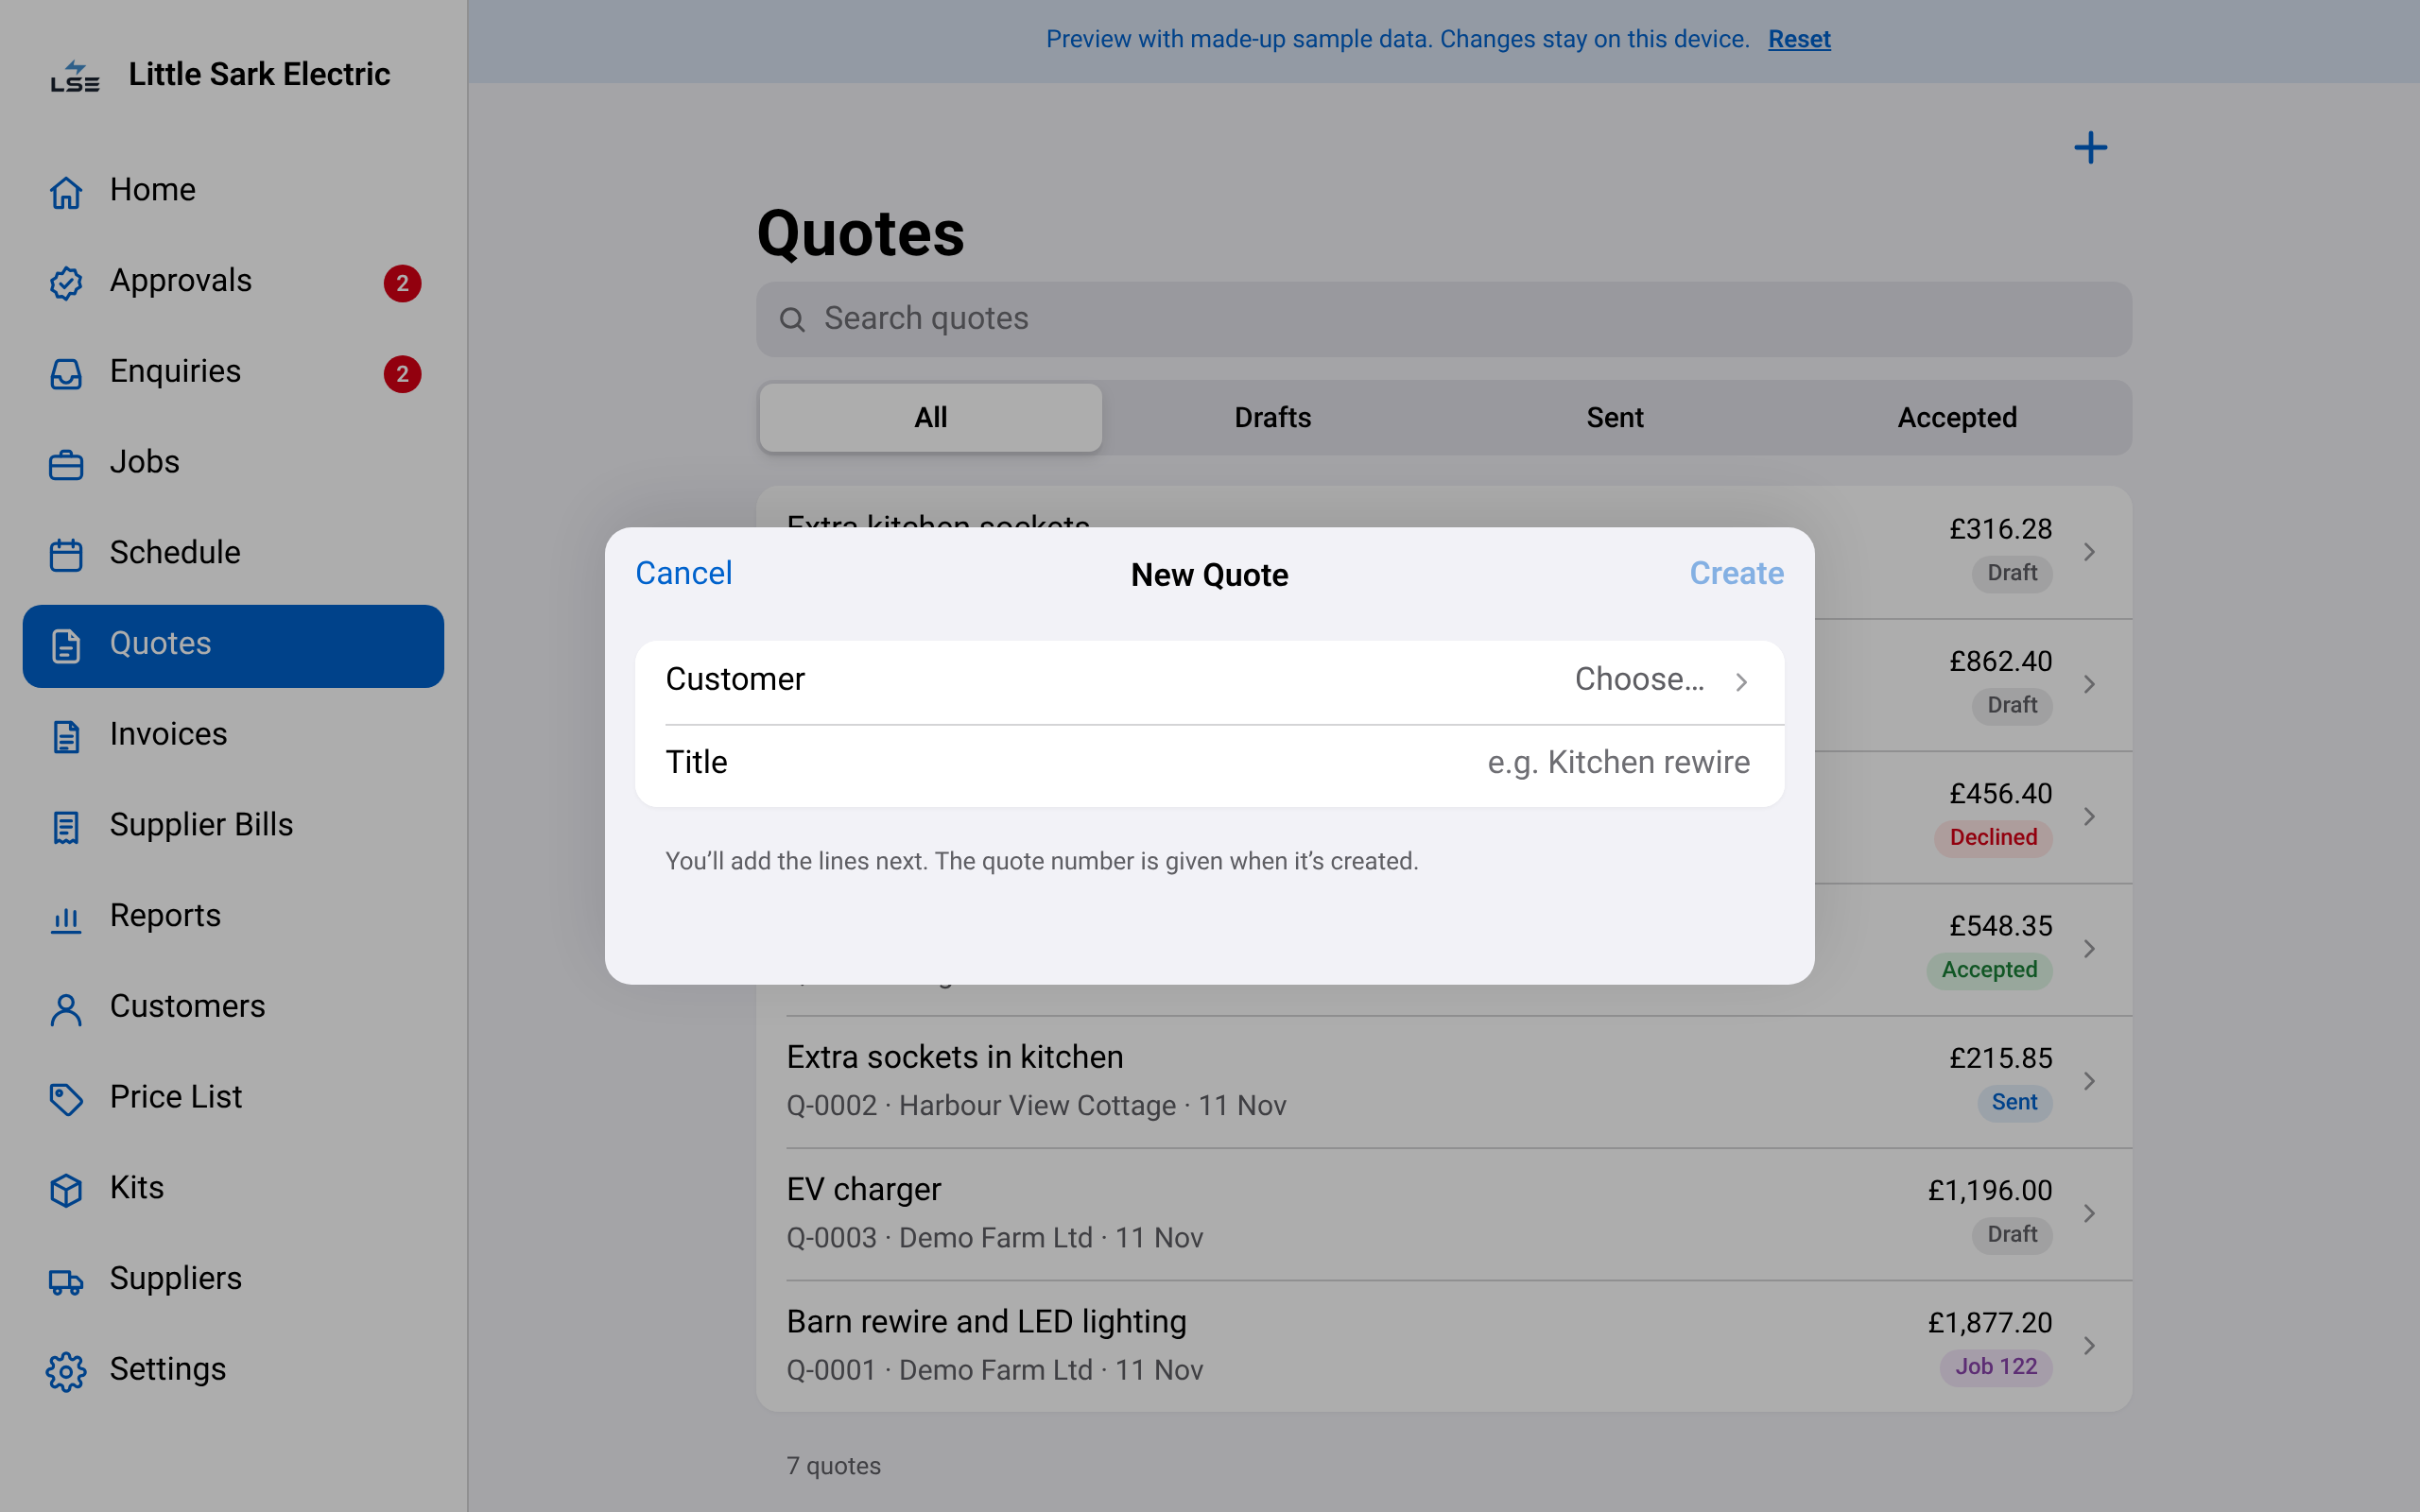 LSE Little Sark Electric
Preview with made-up sample data. Changes stay on this device. Reset
Home
Approvals 2
Enquiries 2
Jobs
Schedule
Quotes
Invoices
Supplier Bills
Reports
Customers
Price List
Kits
Suppliers
Settings
Quotes
Search quotes
All Drafts Sent Accepted
Extra kitchen sockets £316.28
Draft
Cancel New Quote Create
Customer Choose...
Title e.g. Kitchen rewire
You’ll add the lines next. The quote number is given when it’s created.
£862.40
Draft
£456.40
Declined
£548.35
Accepted
Extra sockets in kitchen £215.85
Q-0002 · Harbour View Cottage · 11 Nov Sent
EV charger £1,196.00
Q-0003 · Demo Farm Ltd · 11 Nov Draft
Barn rewire and LED lighting £1,877.20
Q-0001 · Demo Farm Ltd · 11 Nov Job 122
7 quotes